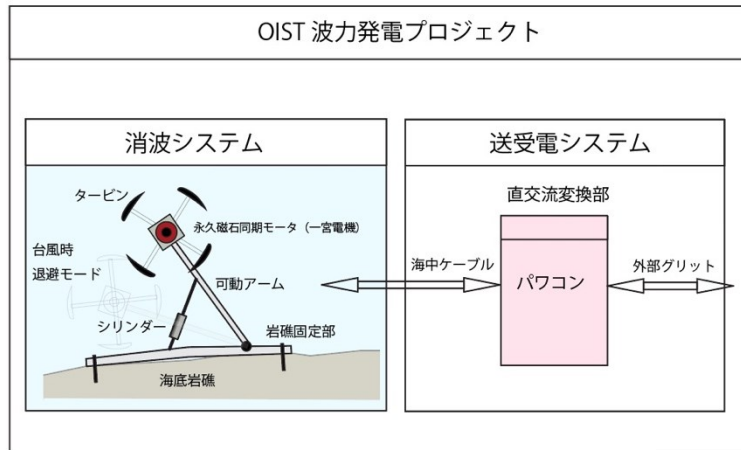 OIST 波力発電プロジェクト
消波システム
タービン
永久磁石同期モータ（一宮電機）
台風時
退避モード
可動アーム
シリンダー
岩礁固定部
海底岩礁
海中ケーブル
送受電システム
直交流変換部
パワコン
外部グリット